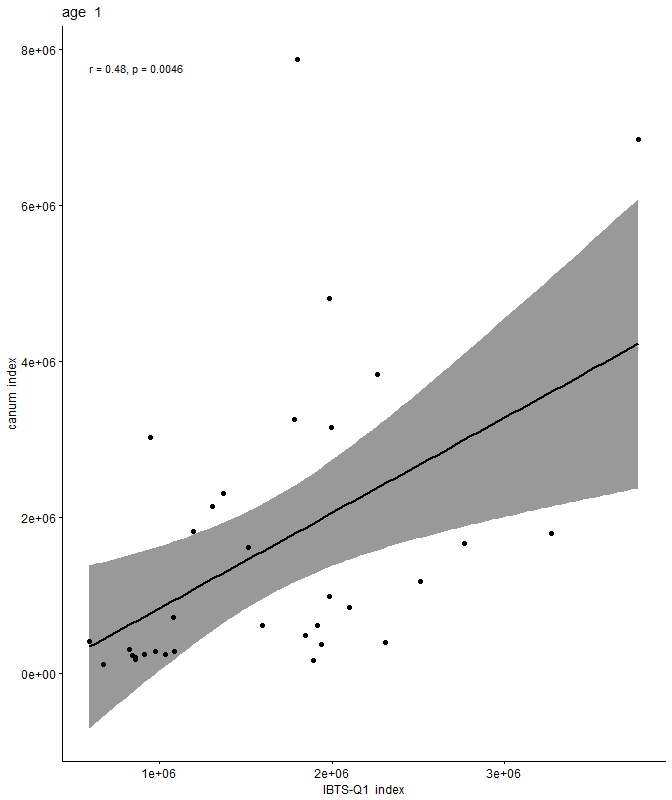 age 1
8e+06
r = 0.48, p = 0.0046
6e+06
4e+06
canum index
2e+06
0e+00
1e+06 2e+06 3e+06
IBTS-Q1 index